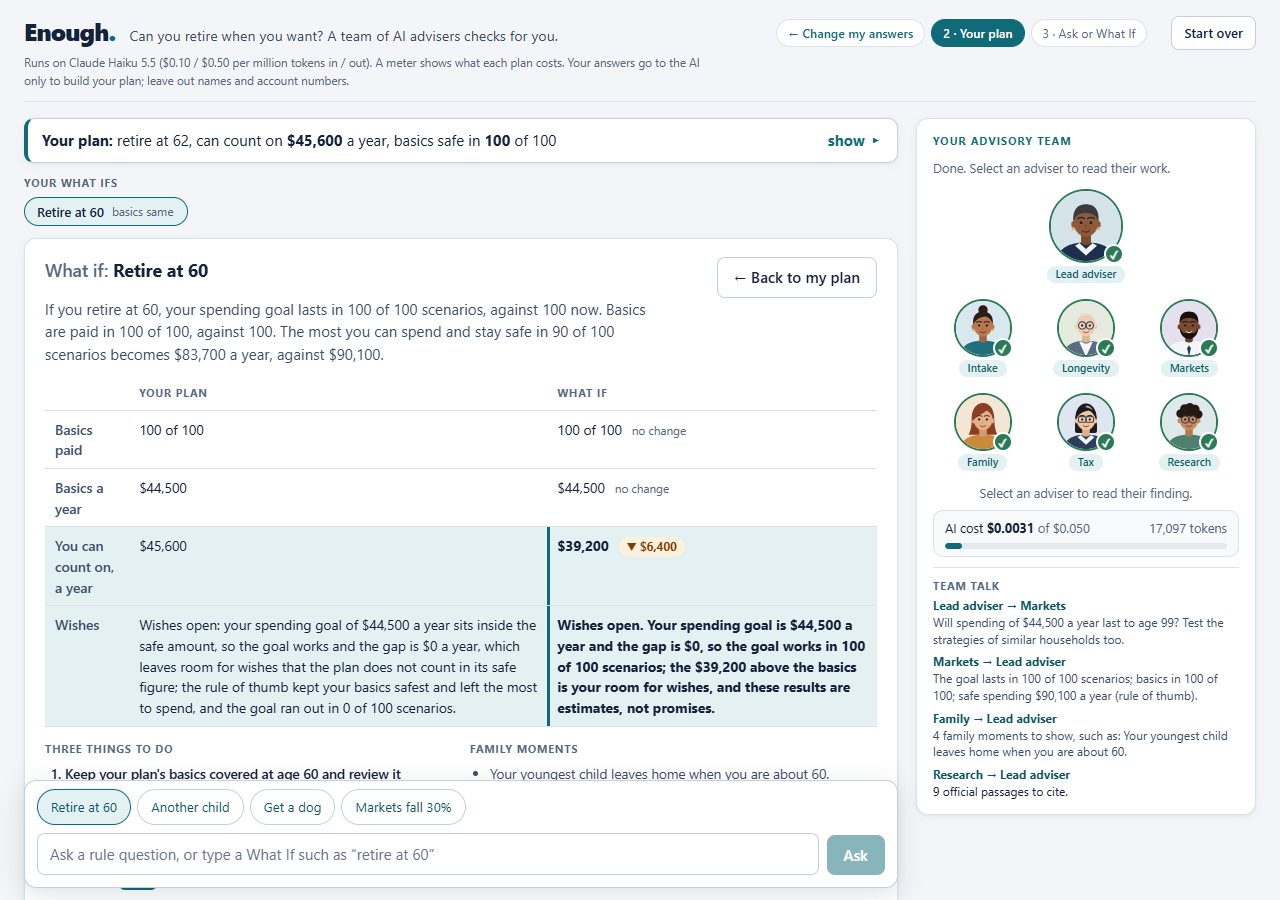 Enough. Can you retire when you want? A team of AI advisers checks for you.
← Change my answers
2 · Your plan
3 · Ask or What If
Start over
Runs on Claude Haiku 5.5 ($0.10 / $0.50 per million tokens in / out). A meter shows what each plan costs. Your answers go to the AI
only to build your plan; leave out names and account numbers.
Your plan: retire at 62, can count on $45,600 a year, basics safe in 100 of 100
show ►
YOUR WHAT IFS
Retire at 60 basics same
What if: Retire at 60
← Back to my plan
If you retire at 60, your spending goal lasts in 100 of 100 scenarios, against 100 now. Basics
are paid in 100 of 100, against 100. The most you can spend and stay safe in 90 of 100
scenarios becomes $83,700 a year, against $90,100.
YOUR PLAN
WHAT IF
Basics
paid
100 of 100
100 of 100 no change
Basics a
year
$44,500
$44,500 no change
You can
count on,
a year
$45,600
$39,200 ▼ $6,400
Wishes
Wishes open: your spending goal of $44,500 a year sits inside the
safe amount, so the goal works and the gap is $0 a year, which
leaves room for wishes that the plan does not count in its safe
figure; the rule of thumb kept your basics safest and left the most
to spend, and the goal ran out in 0 of 100 scenarios.
Wishes open. Your spending goal is $44,500 a
year and the gap is $0, so the goal works in 100
of 100 scenarios; the $39,200 above the basics
is your room for wishes, and these results are
estimates, not promises.
THREE THINGS TO DO
1. Keep your plan's basics covered at age 60 and review it
FAMILY MOMENTS
• Your youngest child leaves home when you are about 60.
Retire at 60
Another child
Get a dog
Markets fall 30%
Ask a rule question, or type a What If such as “retire at 60”
Ask
YOUR ADVISORY TEAM
Done. Select an adviser to read their work.
Lead adviser
Intake
Longevity
Markets
Family
Tax
Research
Select an adviser to read their finding.
AI cost $0.0031 of $0.050
17,097 tokens
TEAM TALK
Lead adviser → Markets
Will spending of $44,500 a year last to age 99? Test the
strategies of similar households too.
Markets → Lead adviser
The goal lasts in 100 of 100 scenarios; basics in 100 of
100; safe spending $90,100 a year (rule of thumb).
Family → Lead adviser
4 family moments to show, such as: Your youngest child
leaves home when you are about 60.
Research → Lead adviser
9 official passages to cite.